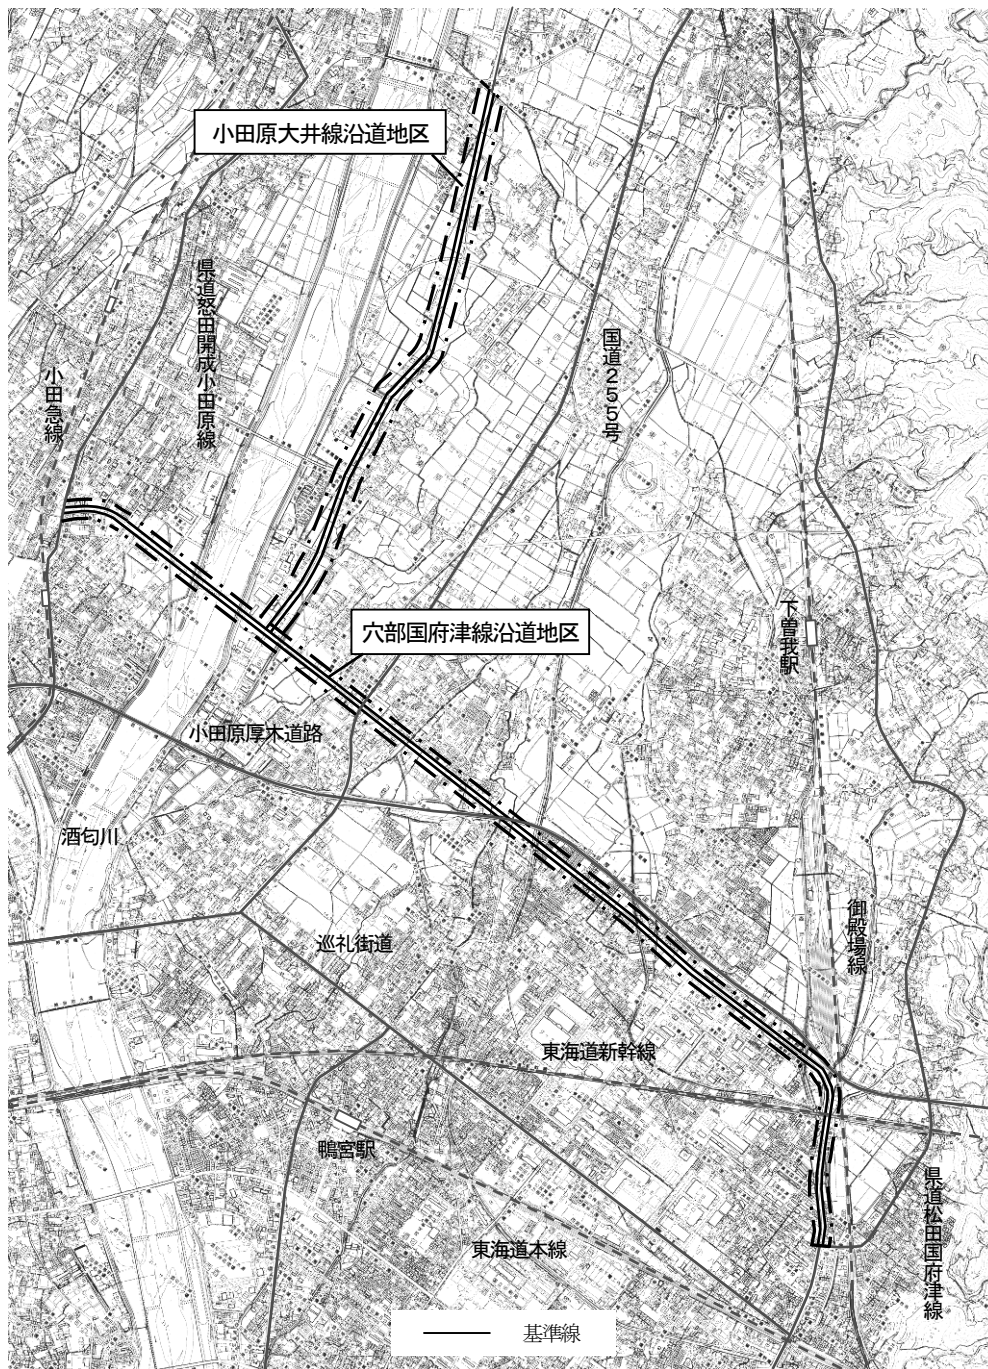 小田原大井線沿道地区
県道怒田開成小田原線
国道２５５号
小田急線
下曽我駅
穴部国府津線沿道地区
小田原厚木道路
酒匂川
御殿場線
巡礼街道
東海道新幹線
鴨宮駅
県道松田国府津線
東海道本線
基準線